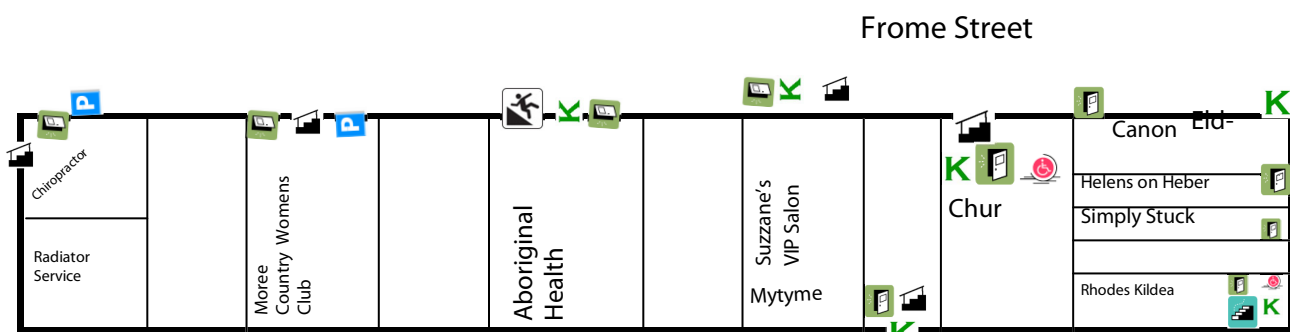 Frome Street
P
K
K
K
P
K
Canon Eld-
Chiropractor
K
Helens on Heber
Chur
Simply Stuck
Radiator
Service
Moree
Country Womens
Club
Aboriginal
Health
Suzzane's
VIP Salon
Mytyme
Rhodes Kildea
K
K